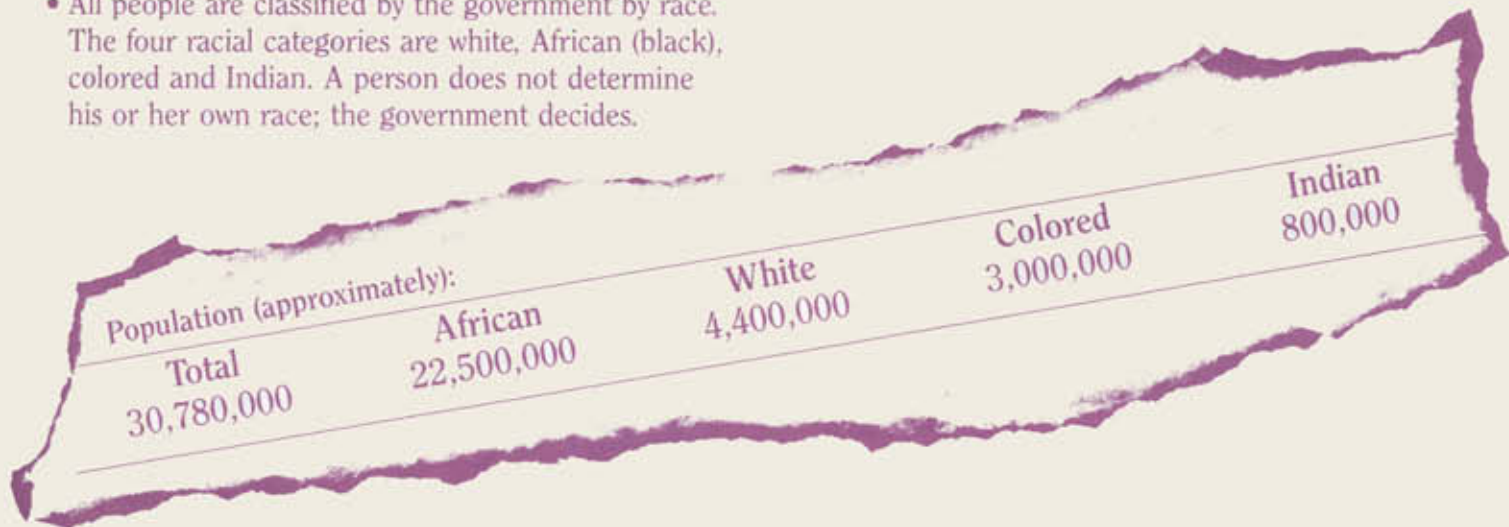 • All people are classified by the government by race.
The four racial categories are white, African (black),
colored and Indian. A person does not determine
his or her own race; the government decides.
Population (approximately):
Total African White Colored Indian
30,780,000 22,500,000 4,400,000 3,000,000 800,000